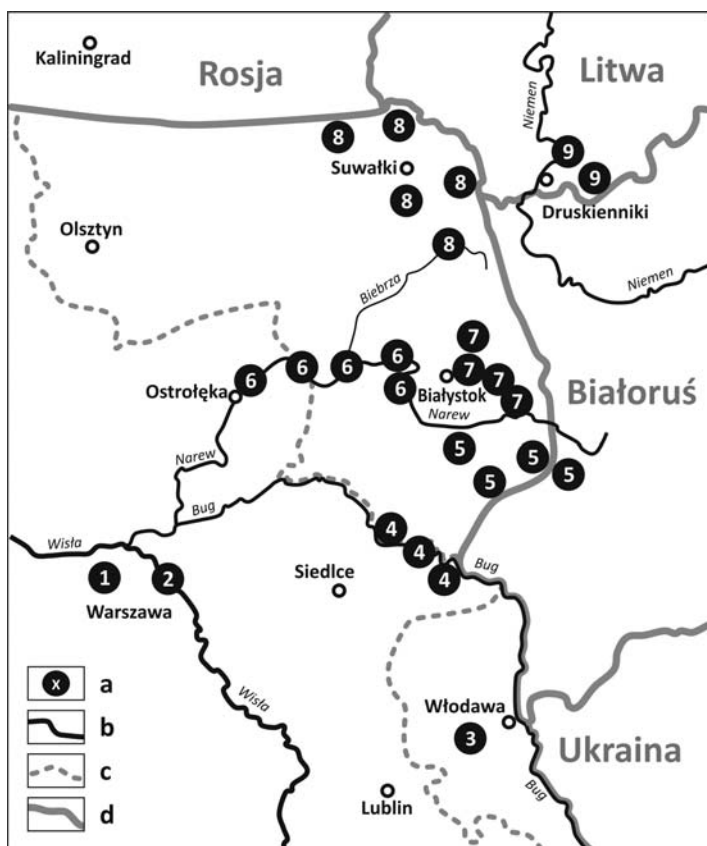 Kaliningrad
Rosja
Litwa
Niemen
8
8
9
Suwałki
8
9
8
Druskienniki
Olsztyn
8
Niemen
Biebrza
7
6
6
6
6
7
Ostrołęka
6
Białystok
7
Białoruś
7
Narew
5
5
5
5
Narew
Bug
4
Wisła
4
Bug
1
2
Siedlce
4
Warszawa
x a
Wisła
b
Włodawa
3
c
Ukraina
d
Lublin
Bug